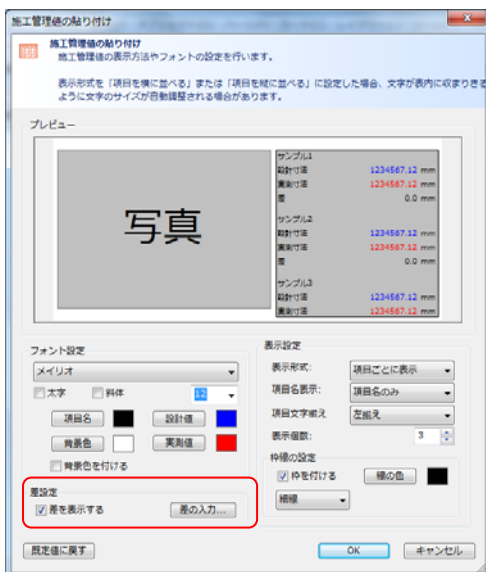 施工管理値の貼り付け
施工管理値の貼り付け
施工管理値の表示方法やフォントの設定を行います。
表示形式を「項目を横に並べる」または「項目を縦に並べる」に設定した場合、文字が表内に収まりきる
ように文字のサイズが自動調整される場合があります。
プレビュー
写真
サンプル1
設計寸法 1234567.12 mm
実測寸法 1234567.12 mm
差 0.0 mm
サンプル2
設計寸法 1234567.12 mm
実測寸法 1234567.12 mm
差 0.0 mm
サンプル3
設計寸法 1234567.12 mm
実測寸法 1234567.12 mm
フォント設定
メイリオ
太字 斜体 12
項目名 設計値
背景色 実測値
背景色を付ける
差設定
差を表示する 差の入力...
表示設定
表示形式: 項目ごとに表示
項目名表示: 項目名のみ
項目文字揃え 左揃え
表示個数: 3
枠線の設定
枠を付ける 線の色
細線
既定値に戻す OK キャンセル